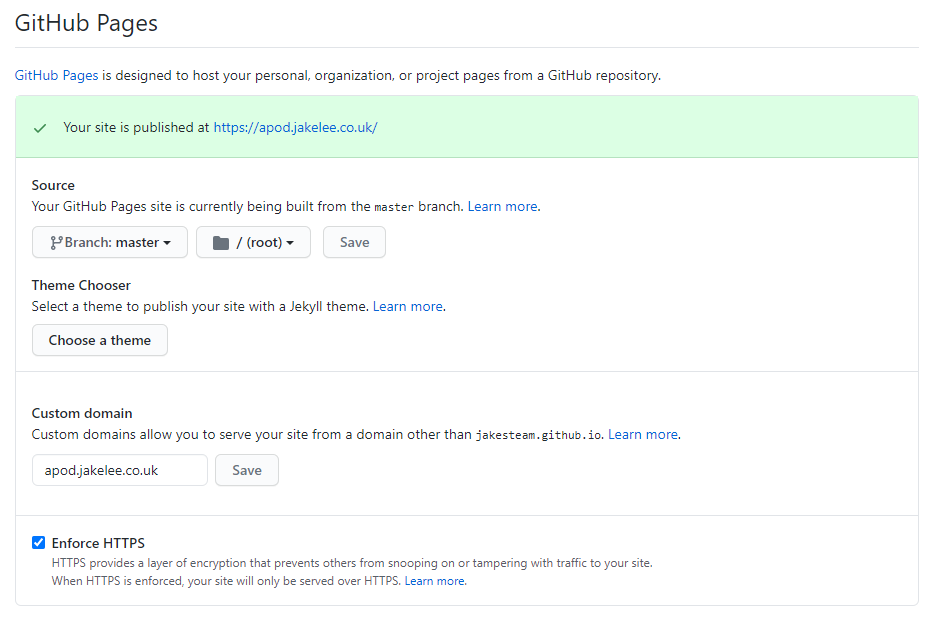 GitHub Pages
GitHub Pages is designed to host your personal, organization, or project pages from a GitHub repository.
Your site is published at https://apod.jakelee.co.uk/
Source
Your GitHub Pages site is currently being built from the master branch. Learn more.
Branch: master / (root) Save
Theme Chooser
Select a theme to publish your site with a Jekyll theme. Learn more.
Choose a theme
Custom domain
Custom domains allow you to serve your site from a domain other than jakesteam.github.io. Learn more.
apod.jakelee.co.uk Save
Enforce HTTPS
HTTPS provides a layer of encryption that prevents others from snooping on or tampering with traffic to your site.
When HTTPS is enforced, your site will only be served over HTTPS. Learn more.